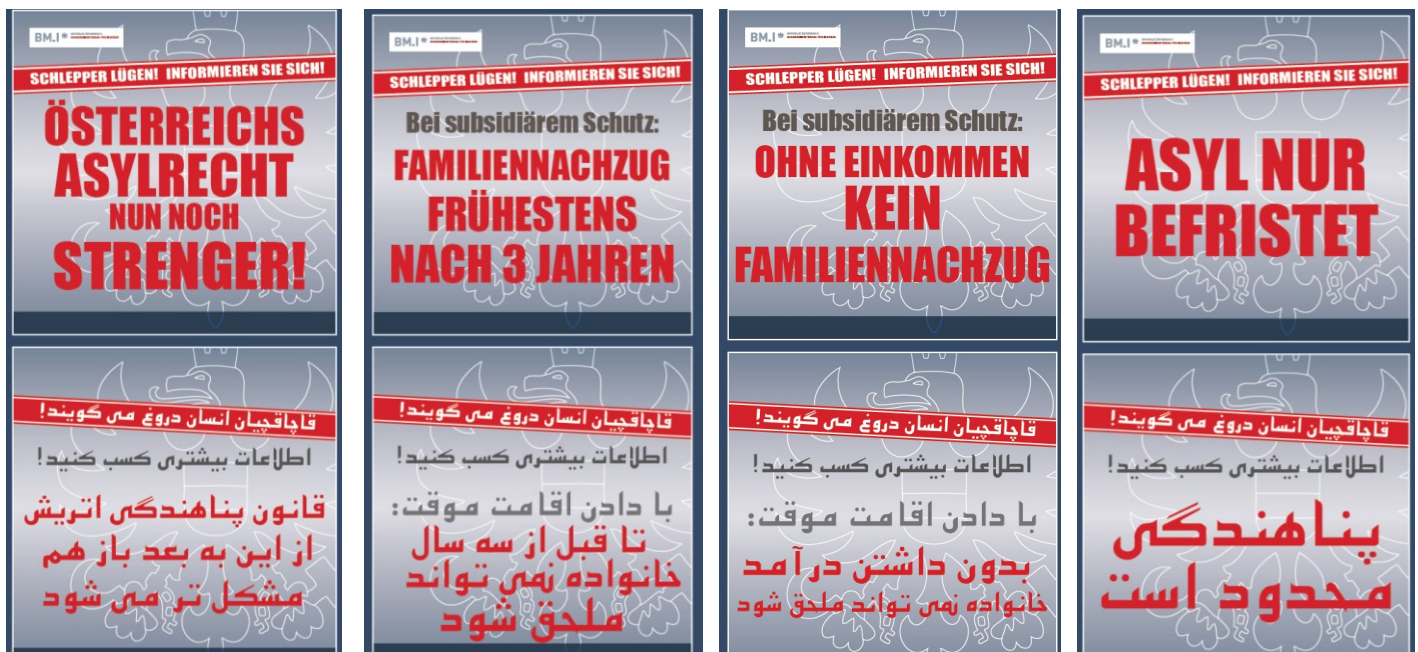 BM.I
SCHLEPPER LÜGEN! INFORMIEREN SIE SICH!
ÖSTERREICHS
ASYLRECHT
NUN NOCH
STRENGER!
قاچاقچیان انسان دروغ می گویند!
اطلاعات بیشتری کسب کنید!
قانون پناهندگی اتریش
از این به بعد باز هم
مشکل تر می شود
BM.I
SCHLEPPER LÜGEN! INFORMIEREN SIE SICH!
Bei subsidiärem Schutz:
FAMILIENNACHZUG
FRÜHESTENS
NACH 3 JAHREN
قاچاقچیان انسان دروغ می گویند!
اطلاعات بیشتری کسب کنید!
با دادن اقامت موقت:
تا قبل از سه سال
خانواده نمی تواند
ملحق شود
BM.I
SCHLEPPER LÜGEN! INFORMIEREN SIE SICH!
Bei subsidiärem Schutz:
OHNE EINKOMMEN
KEIN
FAMILIENNACHZUG
قاچاقچیان انسان دروغ می گویند!
اطلاعات بیشتری کسب کنید!
با دادن اقامت موقت:
بدون داشتن درآمد
خانواده نمی تواند ملحق شود
BM.I
SCHLEPPER LÜGEN! INFORMIEREN SIE SICH!
ASYL NUR
BEFRISTET
قاچاقچیان انسان دروغ می گویند!
اطلاعات بیشتری کسب کنید!
پناهندگی
محدود است